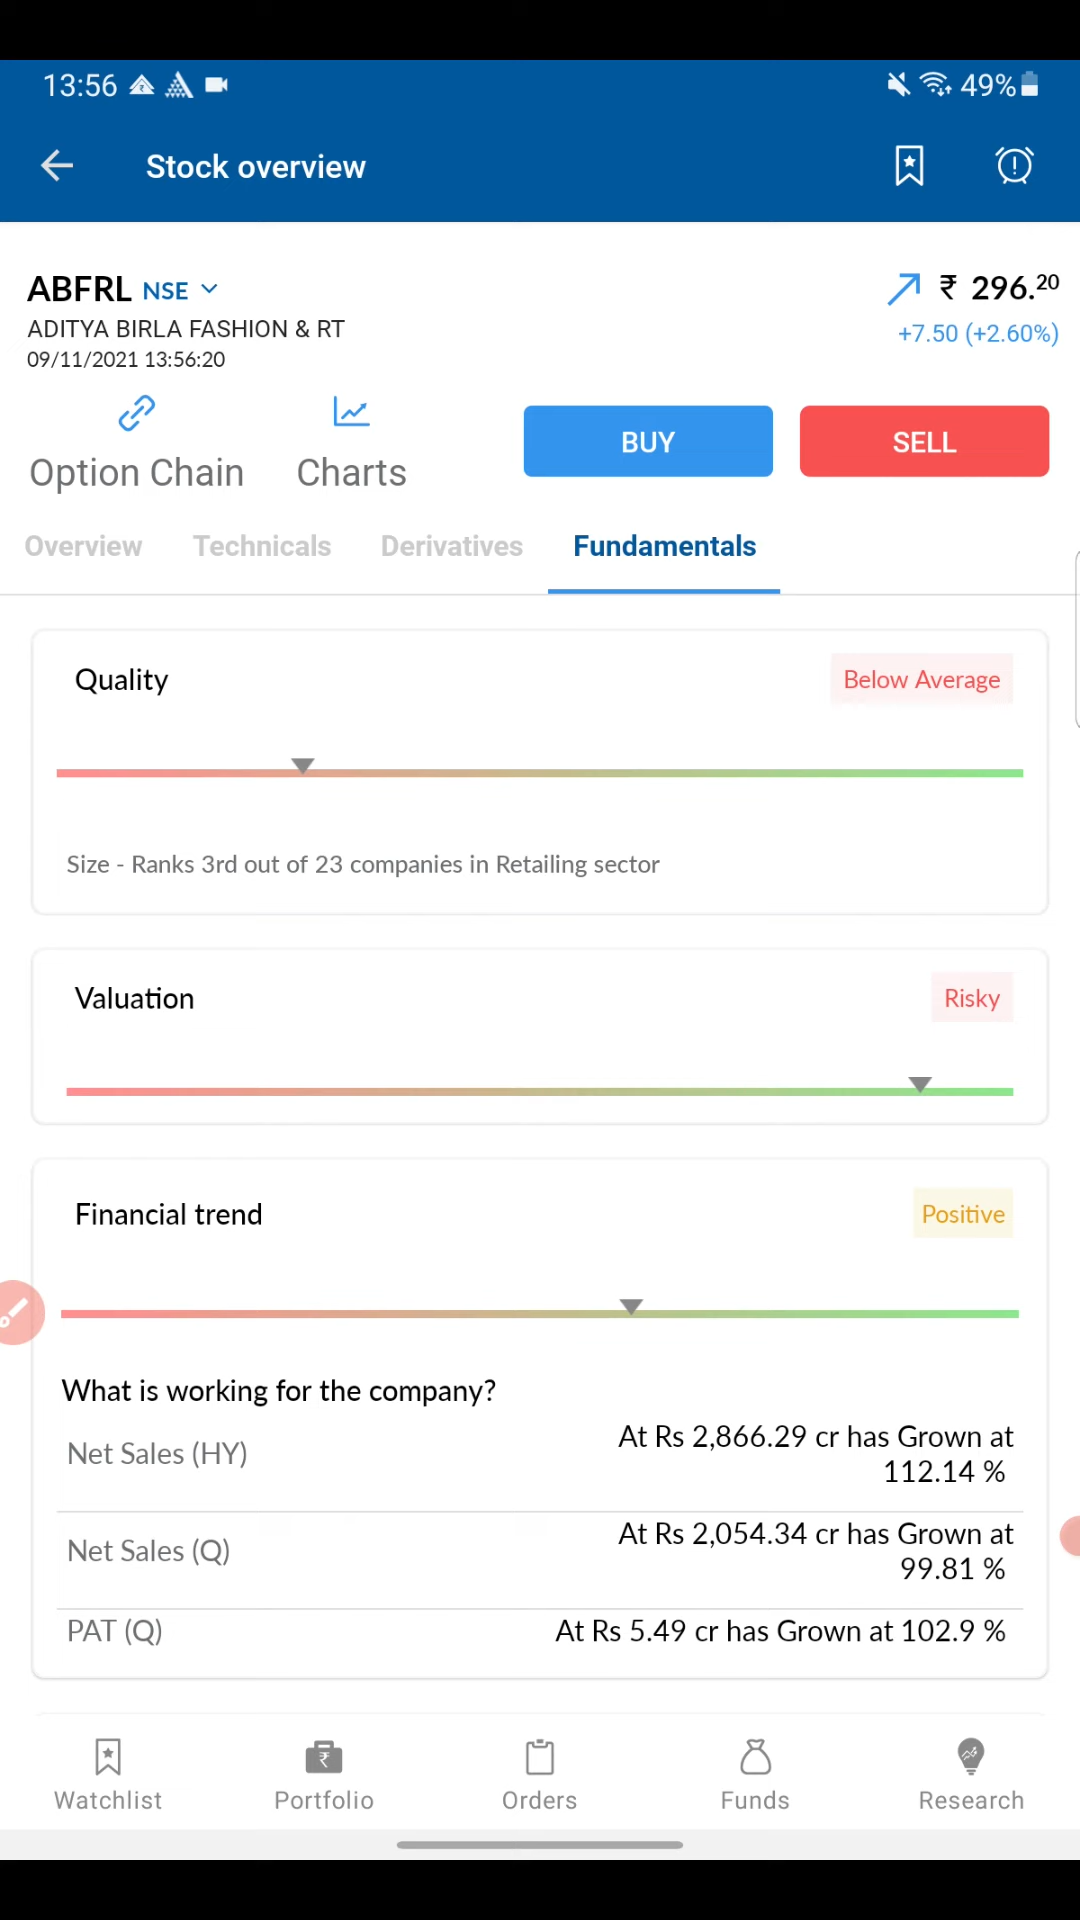 13:56
49%
Stock overview
ABFRL NSE
₹ 296.20
ADITYA BIRLA FASHION & RT
+7.50 (+2.60%)
09/11/2021 13:56:20
Option Chain
Charts
BUY
SELL
Overview
Technicals
Derivatives
Fundamentals
Quality
Below Average
Size - Ranks 3rd out of 23 companies in Retailing sector
Valuation
Risky
Financial trend
Positive
What is working for the company?
Net Sales (HY)
At Rs 2,866.29 cr has Grown at
112.14 %
Net Sales (Q)
At Rs 2,054.34 cr has Grown at
99.81 %
PAT (Q)
At Rs 5.49 cr has Grown at 102.9 %
Watchlist
Portfolio
Orders
Funds
Research